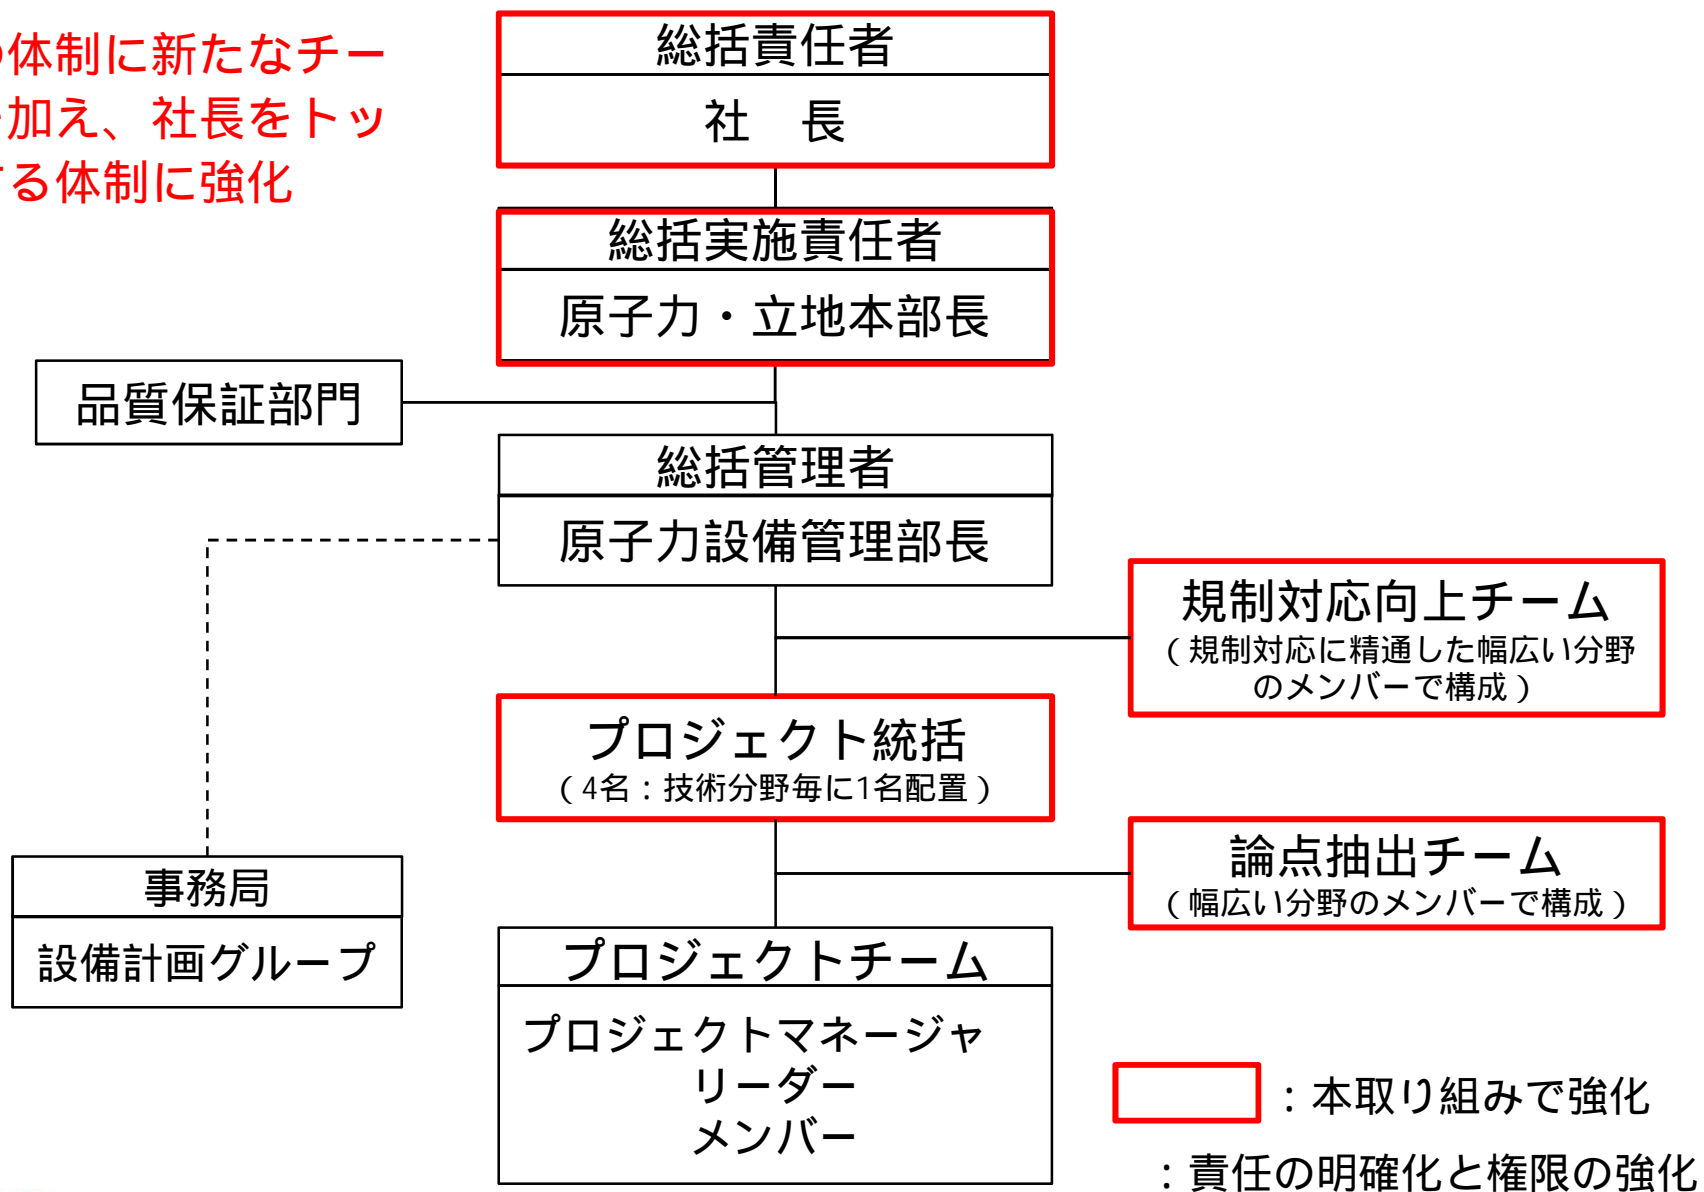 の体制に新たなチー
を加え、社長をトッ
する体制に強化
総括責任者
社　長
総括実施責任者
原子力・立地本部長
品質保証部門
総括管理者
原子力設備管理部長
規制対応向上チーム
（規制対応に精通した幅広い分野
のメンバーで構成）
プロジェクト統括
（4名：技術分野毎に1名配置）
論点抽出チーム
（幅広い分野のメンバーで構成）
事務局
設備計画グループ
プロジェクトチーム
プロジェクトマネージャ
リーダー
メンバー
：本取り組みで強化
：責任の明確化と権限の強化